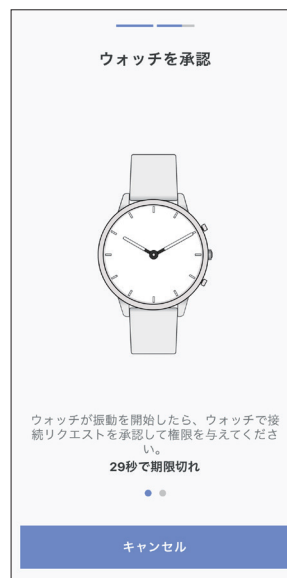 ウォッチを承認
ウォッチが振動を開始したら、ウォッチで接
続リクエストを承認して権限を与えてくださ
い。
29秒で期限切れ
キャンセル